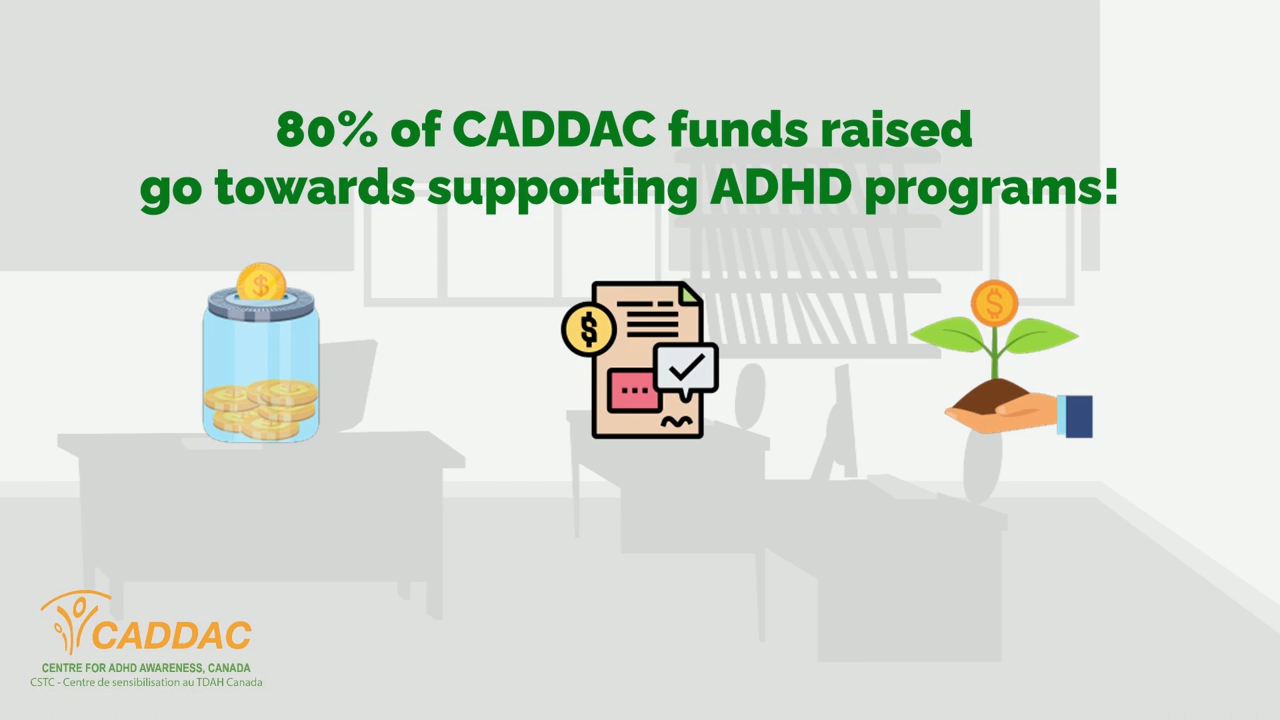 80% of CADDAC funds raised
go towards supporting ADHD programs!
$
$
$
CADDAC
CENTRE FOR ADHD AWARENESS, CANADA
CSTC - Centre de sensibilisation au TDAH Canada